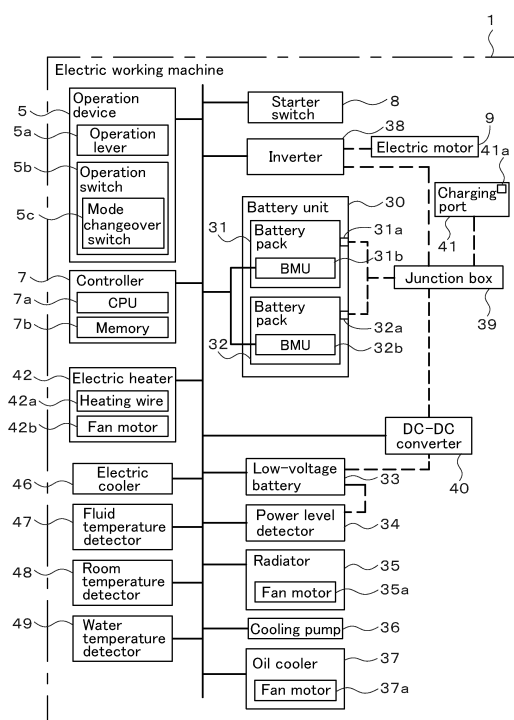 1
Electric working machine
5
Operation
device
5a
Operation
lever
5b
Operation
switch
5c
Mode
changeover
switch
7
Controller
7a
CPU
7b
Memory
42
Electric heater
42a
Heating wire
42b
Fan motor
46
Electric
cooler
47
Fluid
temperature
detector
48
Room
temperature
detector
49
Water
temperature
detector
Starter
switch
8
38
Inverter
9
Electric motor
41a
Charging
port
41
Battery unit
30
31
Battery
pack
31a
31b
BMU
Junction box
39
Battery
pack
32a
32
BMU
32b
DC-DC
converter
40
Low-voltage
battery
33
Power level
detector
34
Radiator
35
Fan motor
35a
Cooling pump
36
Oil cooler
37
Fan motor
37a